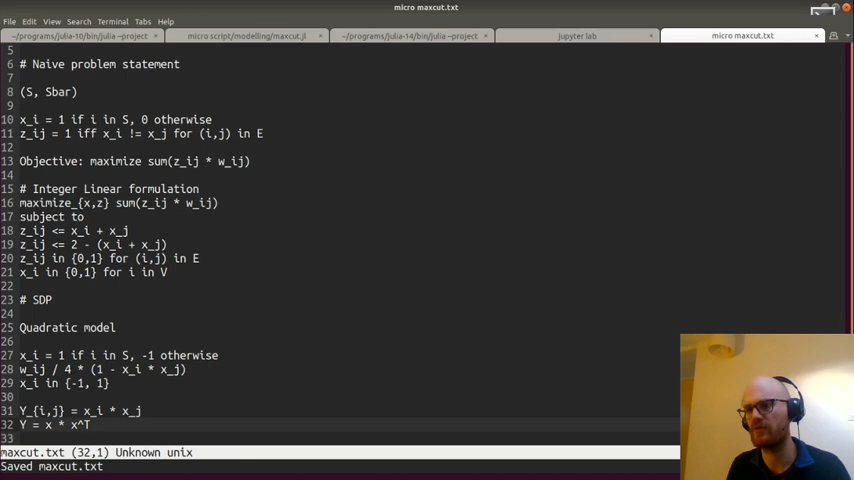 micro maxcut.txt
File Edit View Search Terminal Tabs Help
~/programs/julia-10/bin/julia --project × micro script/modelling/maxcut.jl × ~/programs/julia-14/bin/julia --project × jupyter lab × micro maxcut.txt ×
5
6 # Naive problem statement
7
8 (S, Sbar)
9
10 x_i = 1 if i in S, 0 otherwise
11 z_ij = 1 iff x_i != x_j for (i,j) in E
12
13 Objective: maximize sum(z_ij * w_ij)
14
15 # Integer Linear formulation
16 maximize_{x,z} sum(z_ij * w_ij)
17 subject to
18 z_ij <= x_i + x_j
19 z_ij <= 2 - (x_i + x_j)
20 z_ij in {0,1} for (i,j) in E
21 x_i in {0,1} for i in V
22
23 # SDP
24
25 Quadratic model
26
27 x_i = 1 if i in S, -1 otherwise
28 w_ij / 4 * (1 - x_i * x_j)
29 x_i in {-1, 1}
30
31 Y_{i,j} = x_i * x_j
32 Y = x * x^T
33
maxcut.txt (32,1) Unknown unix
Saved maxcut.txt